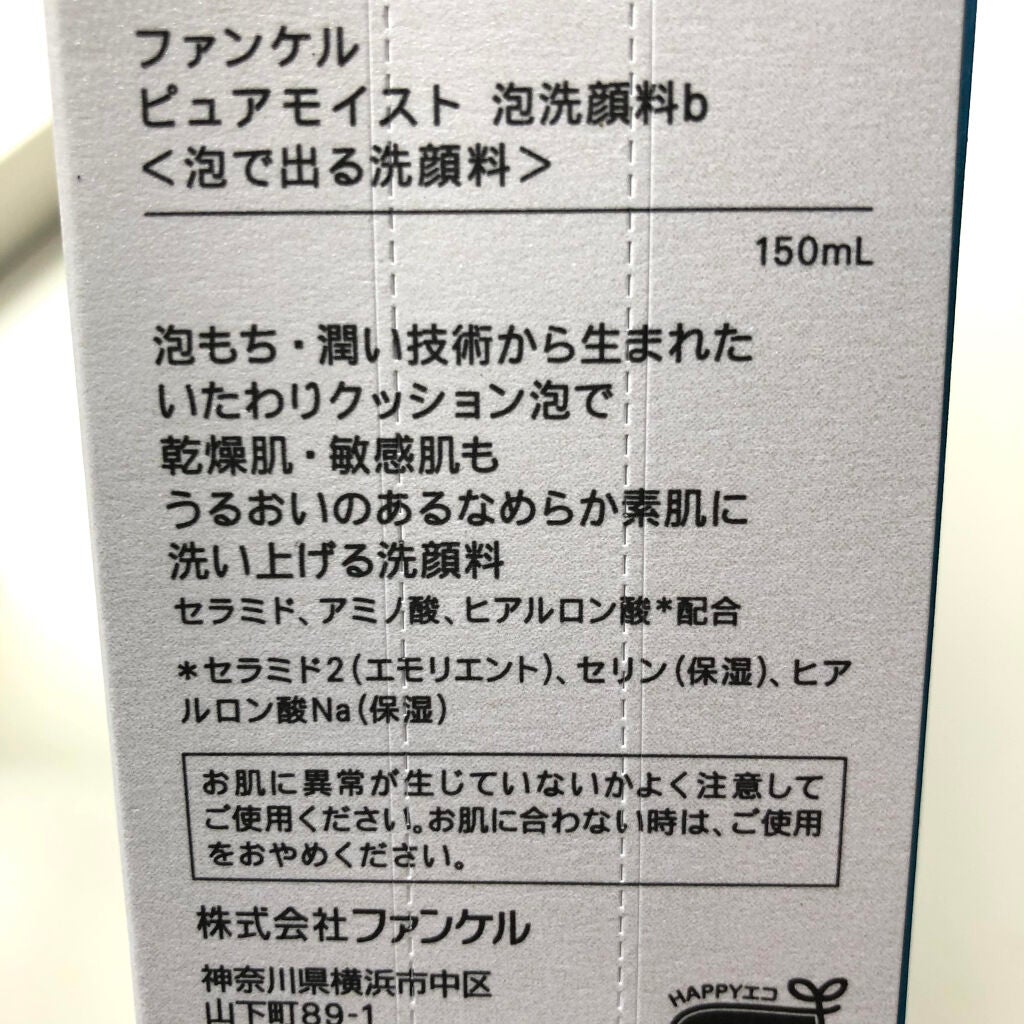 ファンケル
ピュアモイスト 泡洗顔料b
＜泡で出る洗顔料＞
150mL
泡もち・潤い技術から生まれた
いたわりクッション泡で
乾燥肌・敏感肌も
うるおいのあるなめらか素肌に
洗い上げる洗顔料
セラミド、アミノ酸、ヒアルロン酸*配合
*セラミド2(エモリエント)、セリン(保湿)、ヒア
ルロン酸Na(保湿)
お肌に異常が生じていないかよく注意して
ご使用ください。お肌に合わない時は、ご使用
をおやめください。
株式会社ファンケル
神奈川県横浜市中区
山下町89-1
HAPPYエコ